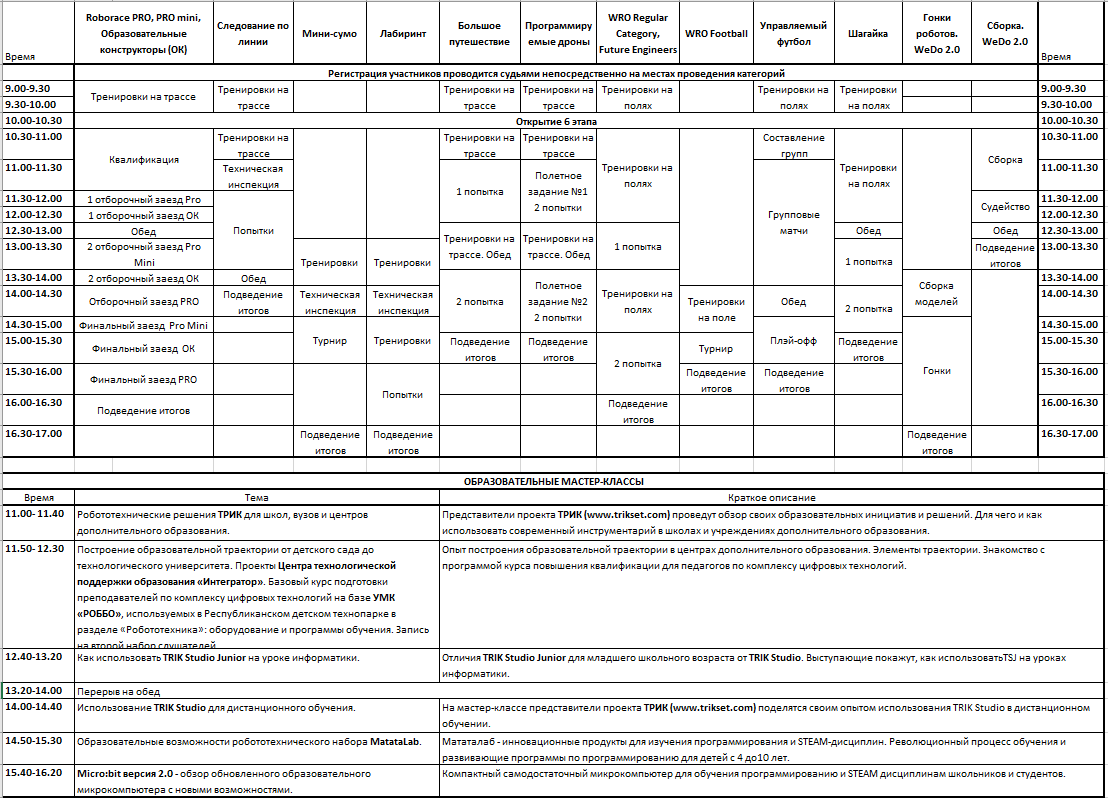 Время
Roborace PRO, PRO mini,
Образовательные
конструкторы (ОК)
Следование по
линии
Мини-сумо
Лабиринт
Большое
путешествие
Программиру
емые дроны
WRO Regular
Category,
Future Engineers
WRO Football
Управляемый
футбол
Шагайка
Гонки
роботов.
WeDo 2.0
Сборка.
WeDo 2.0
Время
Регистрация участников проводится судьями непосредственно на местах проведения категорий
9.00-9.30
9.30-10.00
Тренировки на трассе
Тренировки на
трассе
Тренировки на
трассе
Тренировки на
трассе
Тренировки на
полях
Тренировки на
полях
Тренировки
на полях
9.00-9.30
9.30-10.00
10.00-10.30
Открытие 6 этапа
10.00-10.30
10.30-11.00
Квалификация
Тренировки на
трассе
Тренировки на
трассе
Тренировки на
трассе
Тренировки на
полях
Составление
групп
Тренировки
на полях
Сборка
10.30-11.00
11.00-11.30
Техническая
инспекция
1 попытка
Полетное
задание №1
2 попытки
Групповые
матчи
11.00-11.30
11.30-12.00
1 отборочный заезд Pro
Попытки
Судейство
11.30-12.00
12.00-12.30
1 отборочный заезд ОК
12.00-12.30
12.30-13.00
Обед
Тренировки на
трассе. Обед
Тренировки на
трассе. Обед
1 попытка
Обед
Обед
12.30-13.00
13.00-13.30
2 отборочный заезд Pro
Mini
Тренировки
Тренировки
1 попытка
Подведение
итогов
13.00-13.30
13.30-14.00
2 отборочный заезд ОК
Обед
2 попытка
Полетное
задание №2
2 попытки
Тренировки на
полях
Сборка
моделей
13.30-14.00
14.00-14.30
Отборочный заезд PRO
Подведение
итогов
Техническая
инспекция
Техническая
инспекция
Тренировки
на поле
Обед
2 попытка
14.00-14.30
14.30-15.00
Финальный заезд Pro Mini
Турнир
Тренировки
Плэй-офф
Гонки
14.30-15.00
15.00-15.30
Финальный заезд ОК
Подведение
итогов
Подведение
итогов
2 попытка
Турнир
Подведение
итогов
15.00-15.30
15.30-16.00
Финальный заезд PRO
Попытки
Подведение
итогов
Подведение
итогов
15.30-16.00
16.00-16.30
Подведение итогов
Подведение
итогов
16.00-16.30
16.30-17.00
Подведение
итогов
Подведение
итогов
Подведение
итогов
16.30-17.00
ОБРАЗОВАТЕЛЬНЫЕ МАСТЕР-КЛАССЫ
Время
Тема
Краткое описание
11.00- 11.40
Робототехнические решения ТРИК для школ, вузов и центров
дополнительного образования.
Представители проекта ТРИК (www.trikset.com) проведут обзор своих образовательных инициатив и решений. Для чего и как
использовать современный инструментарий в школах и учреждениях дополнительного образования.
11.50- 12.30
Построение образовательной траектории от детского сада до
технологического университета. Проекты Центра технологической
поддержки образования «Интегратор». Базовый курс подготовки
преподавателей по комплексу цифровых технологий на базе УМК
«РОББО», используемых в Республиканском детском технопарке в
разделе «Робототехника»: оборудование и программы обучения. Запись
на второй набор слушателей
Опыт построения образовательной траектории в центрах дополнительного образования. Элементы траектории. Знакомство с
программой курса повышения квалификации для педагогов по комплексу цифровых технологий.
12.40-13.20
Как использовать TRIK Studio Junior на уроке информатики.
Отличия TRIK Studio Junior для младшего школьного возраста от TRIK Studio. Выступающие покажут, как использоватьTSJ на уроках
информатики.
13.20-14.00
Перерыв на обед
14.00-14.40
Использование TRIK Studio для дистанционного обучения.
На мастер-классе представители проекта ТРИК (www.trikset.com) поделятся своим опытом использования TRIK Studio в дистанционном
обучении.
14.50-15.30
Образовательные возможности робототехнического набора MatataLab.
Мататалаб - инновационные продукты для изучения программирования и STEAM-дисциплин. Революционный процесс обучения и
развивающие программы по программированию для детей с 4 до10 лет.
15.40-16.20
Micro:bit версия 2.0 - обзор обновленного образовательного
микрокомпьютера с новыми возможностями.
Компактный самодостаточный микрокомпьютер для обучения программированию и STEAM дисциплинам школьников и студентов.